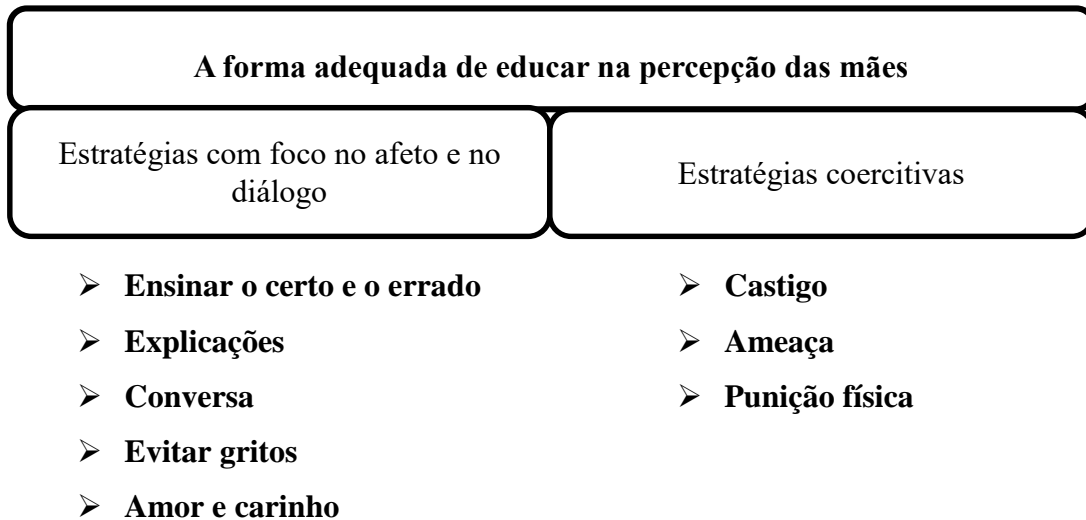 A forma adequada de educar na percepção das mães
Estratégias com foco no afeto e no
diálogo
Estratégias coercitivas
➢ Ensinar o certo e o errado
➢ Explicações
➢ Conversa
➢ Evitar gritos
➢ Amor e carinho
➢ Castigo
➢ Ameaça
➢ Punição física